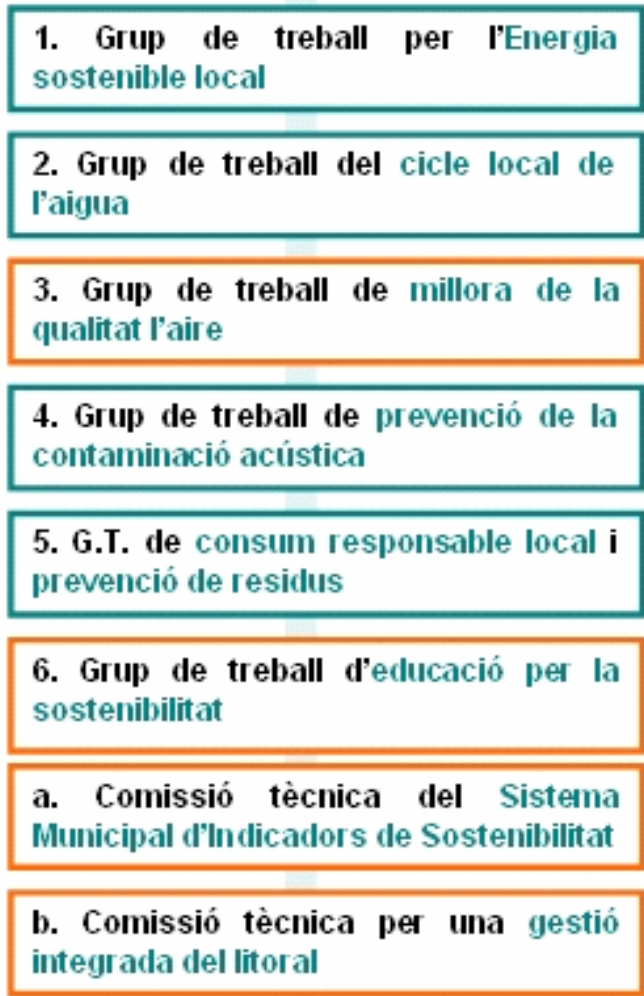 1. Grup de treball per l'Energia
sostenible local
2. Grup de treball del cicle local de
l'aigua
3. Grup de treball de millora de la
qualitat l'aire
4. Grup de treball de prevenció de la
contaminació acústica
5. G.T. de consum responsable local i
prevenció de residus
6. Grup de treball d'educació per la
sostenibilitat
a. Comissió tècnica del Sistema
Municipal d'Indicadors de Sostenibilitat
b. Comissió tècnica per una gestió
integrada del litoral